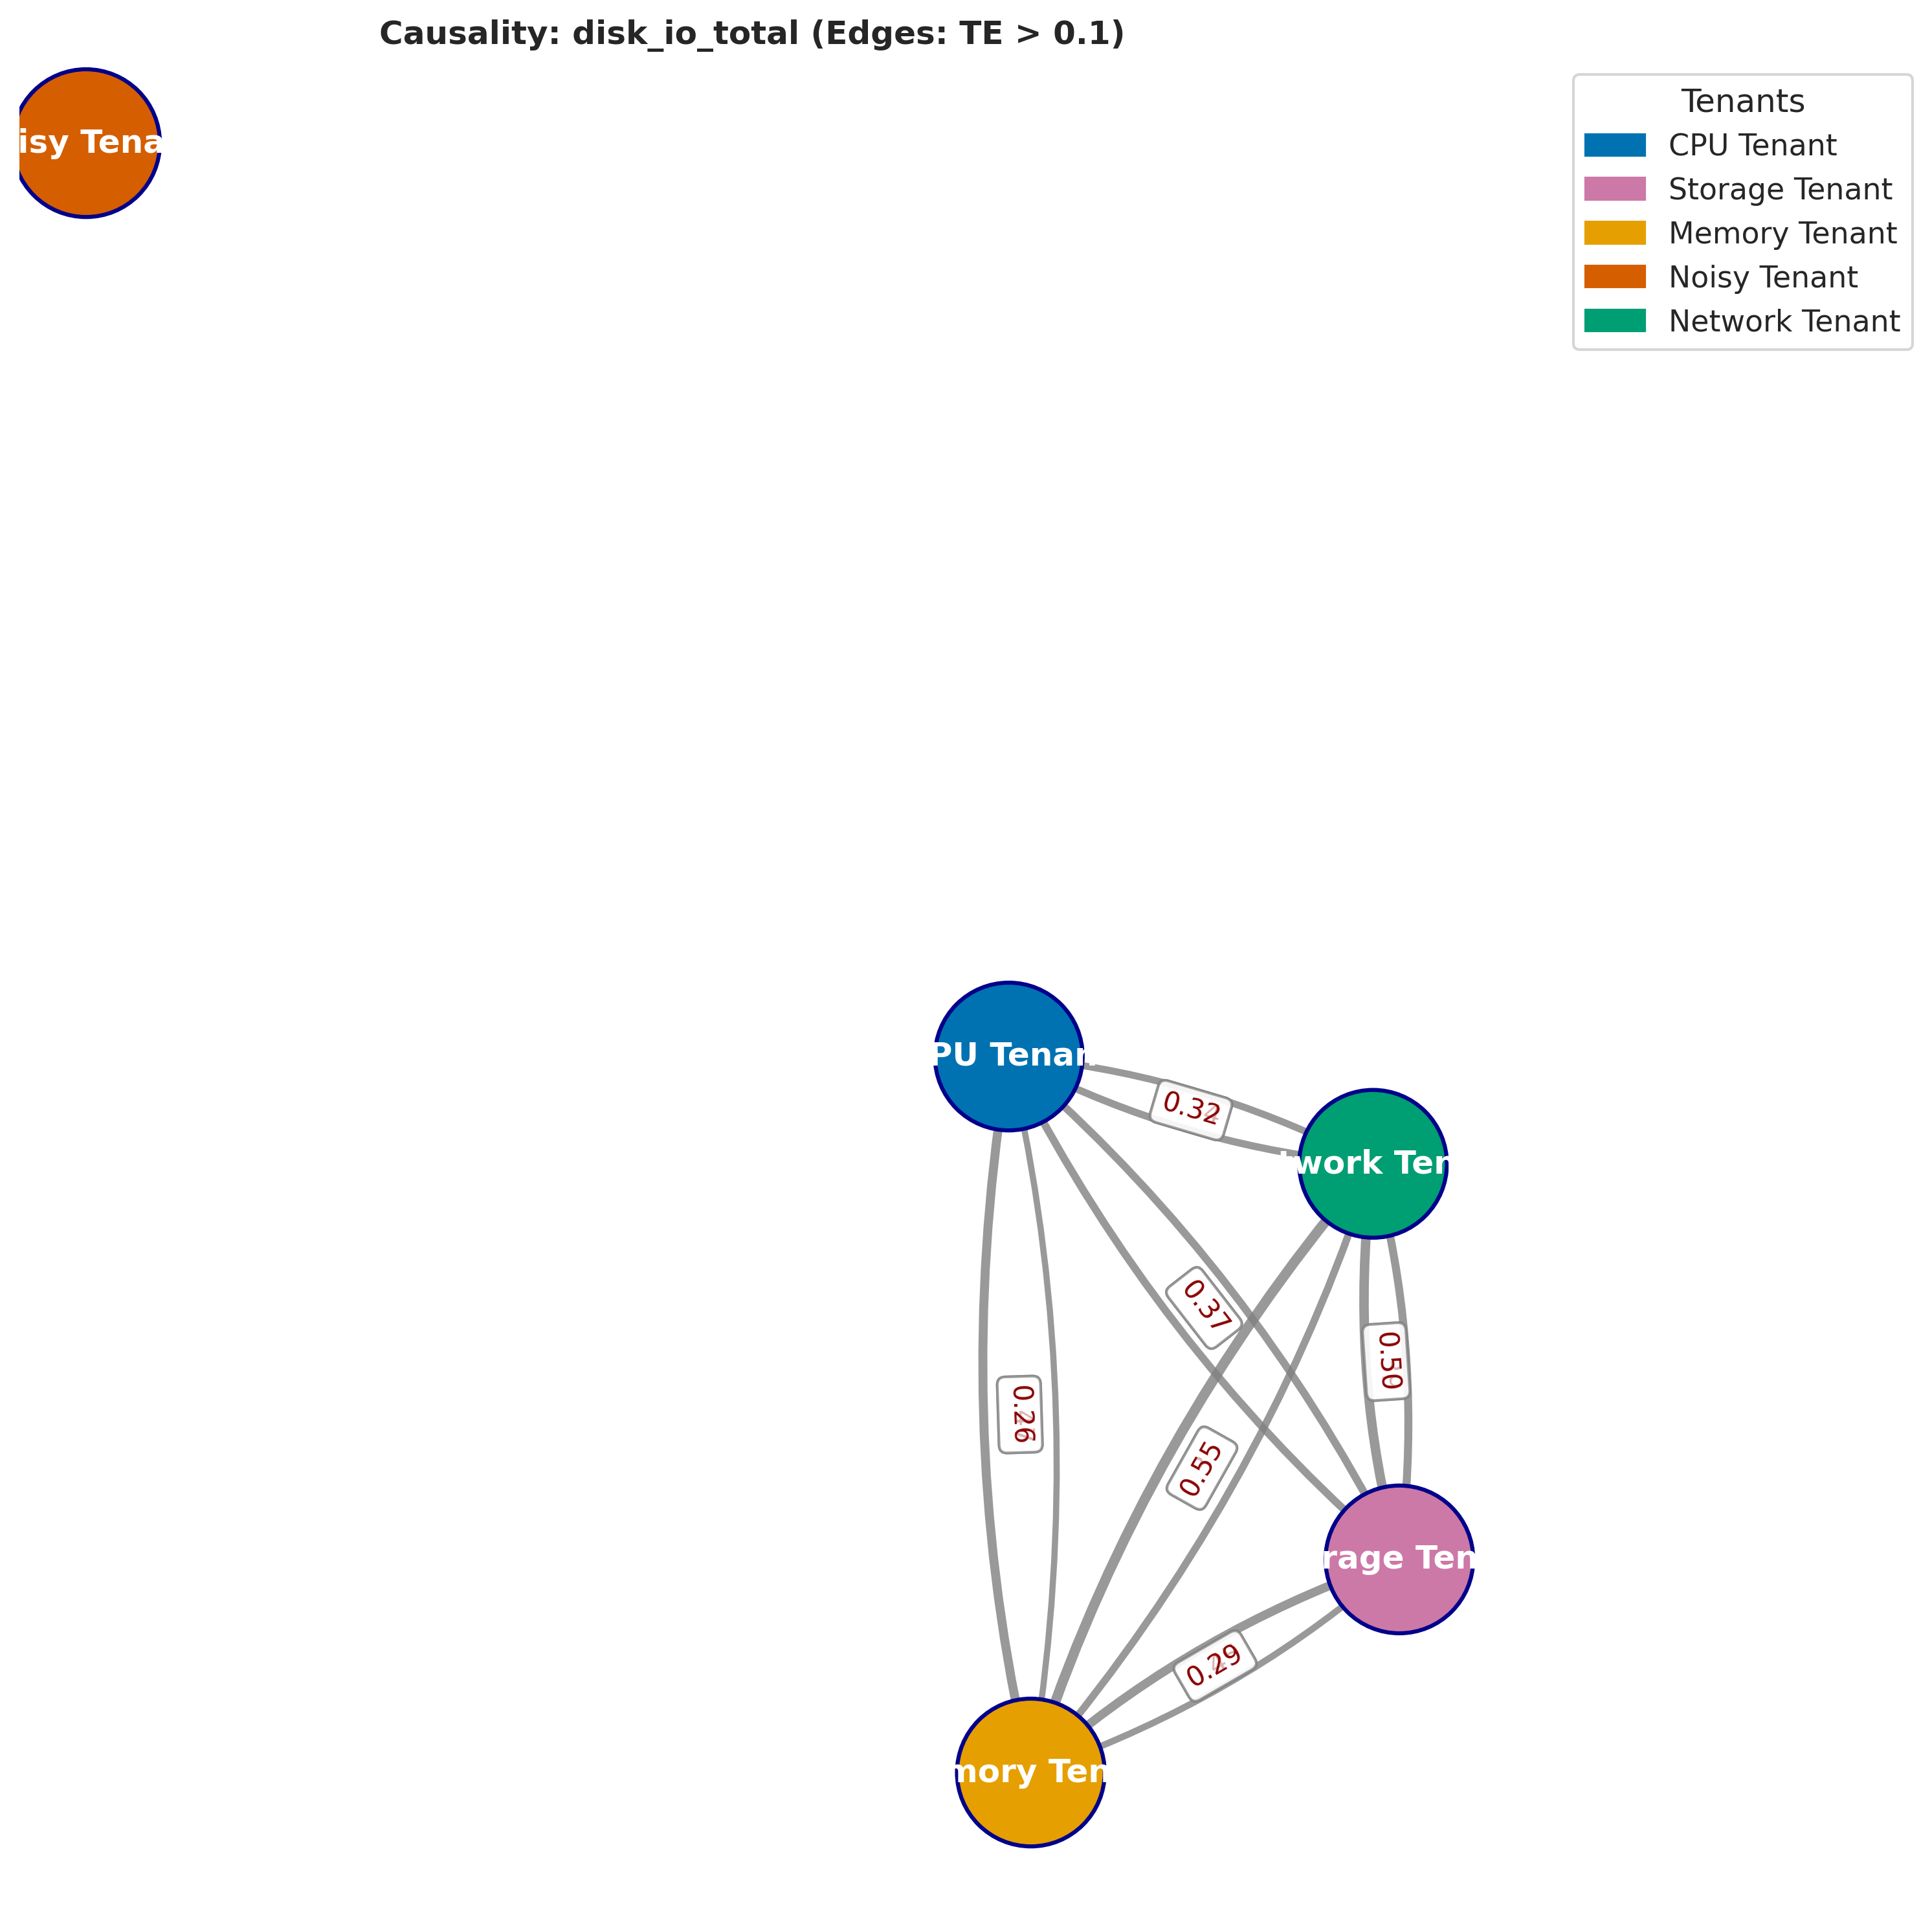 Causality: disk_io_total (Edges: TE > 0.1)
isy Tena
Tenants
CPU Tenant
Storage Tenant
Memory Tenant
Noisy Tenant
Network Tenant
PU Tenan
0.32
twork Ten
0.37
0.50
0.26
0.55
rage Ten
0.29
mory Ten